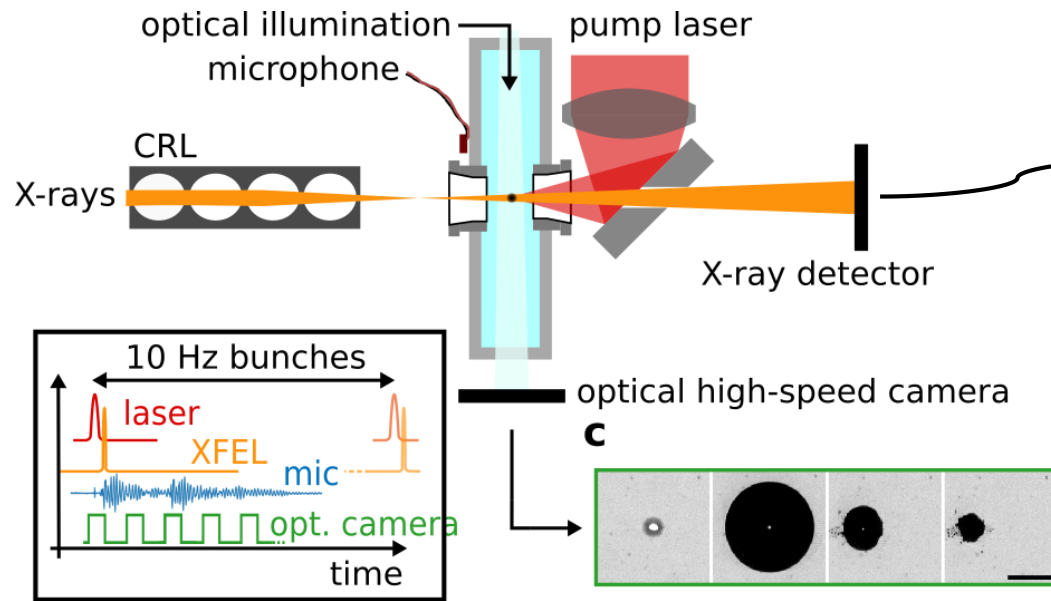 optical illumination
pump laser
microphone
CRL
X-rays
X-ray detector
10 Hz bunches
laser
XFEL
mic
opt. camera
time
optical high-speed camera
c